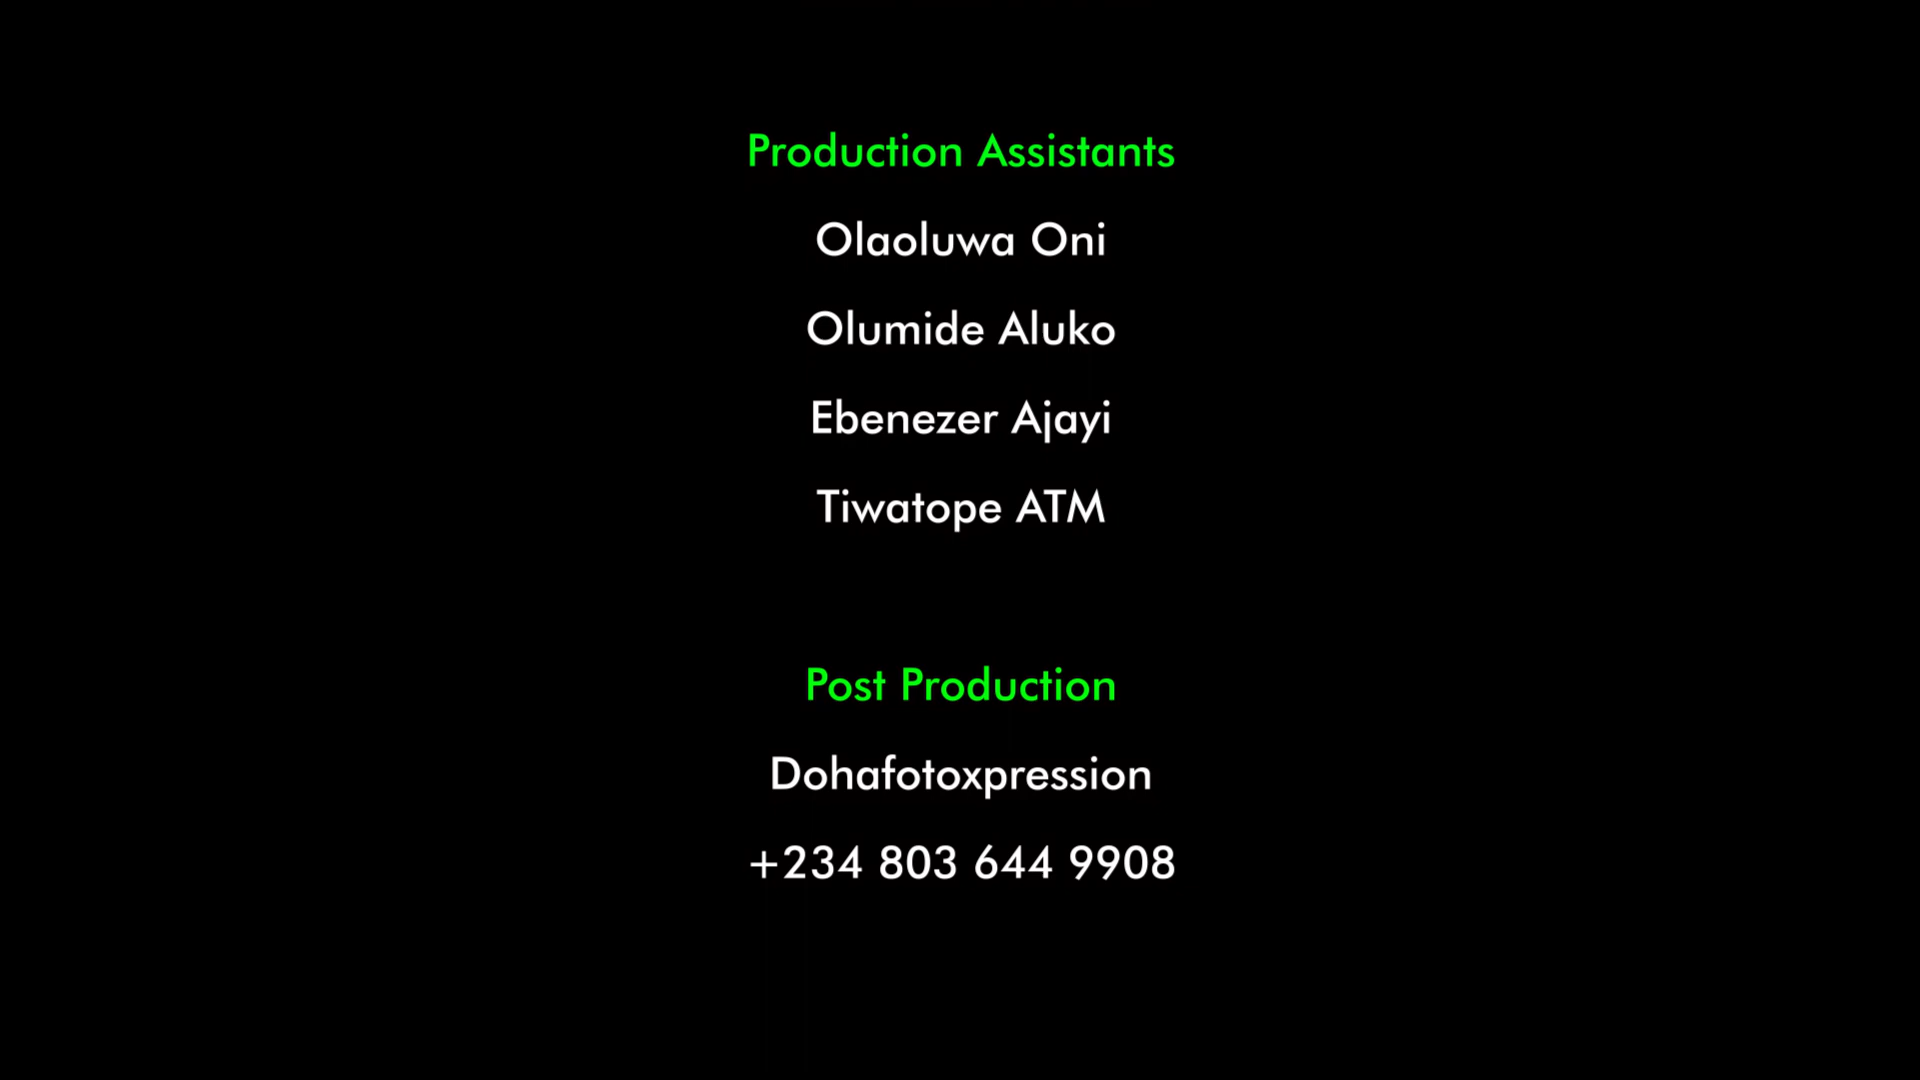 Production Assistants
Olaoluwa Oni
Olumide Aluko
Ebenezer Ajayi
Tiwatope ATM
Post Production
Dohafotoxpression
+234 803 644 9908